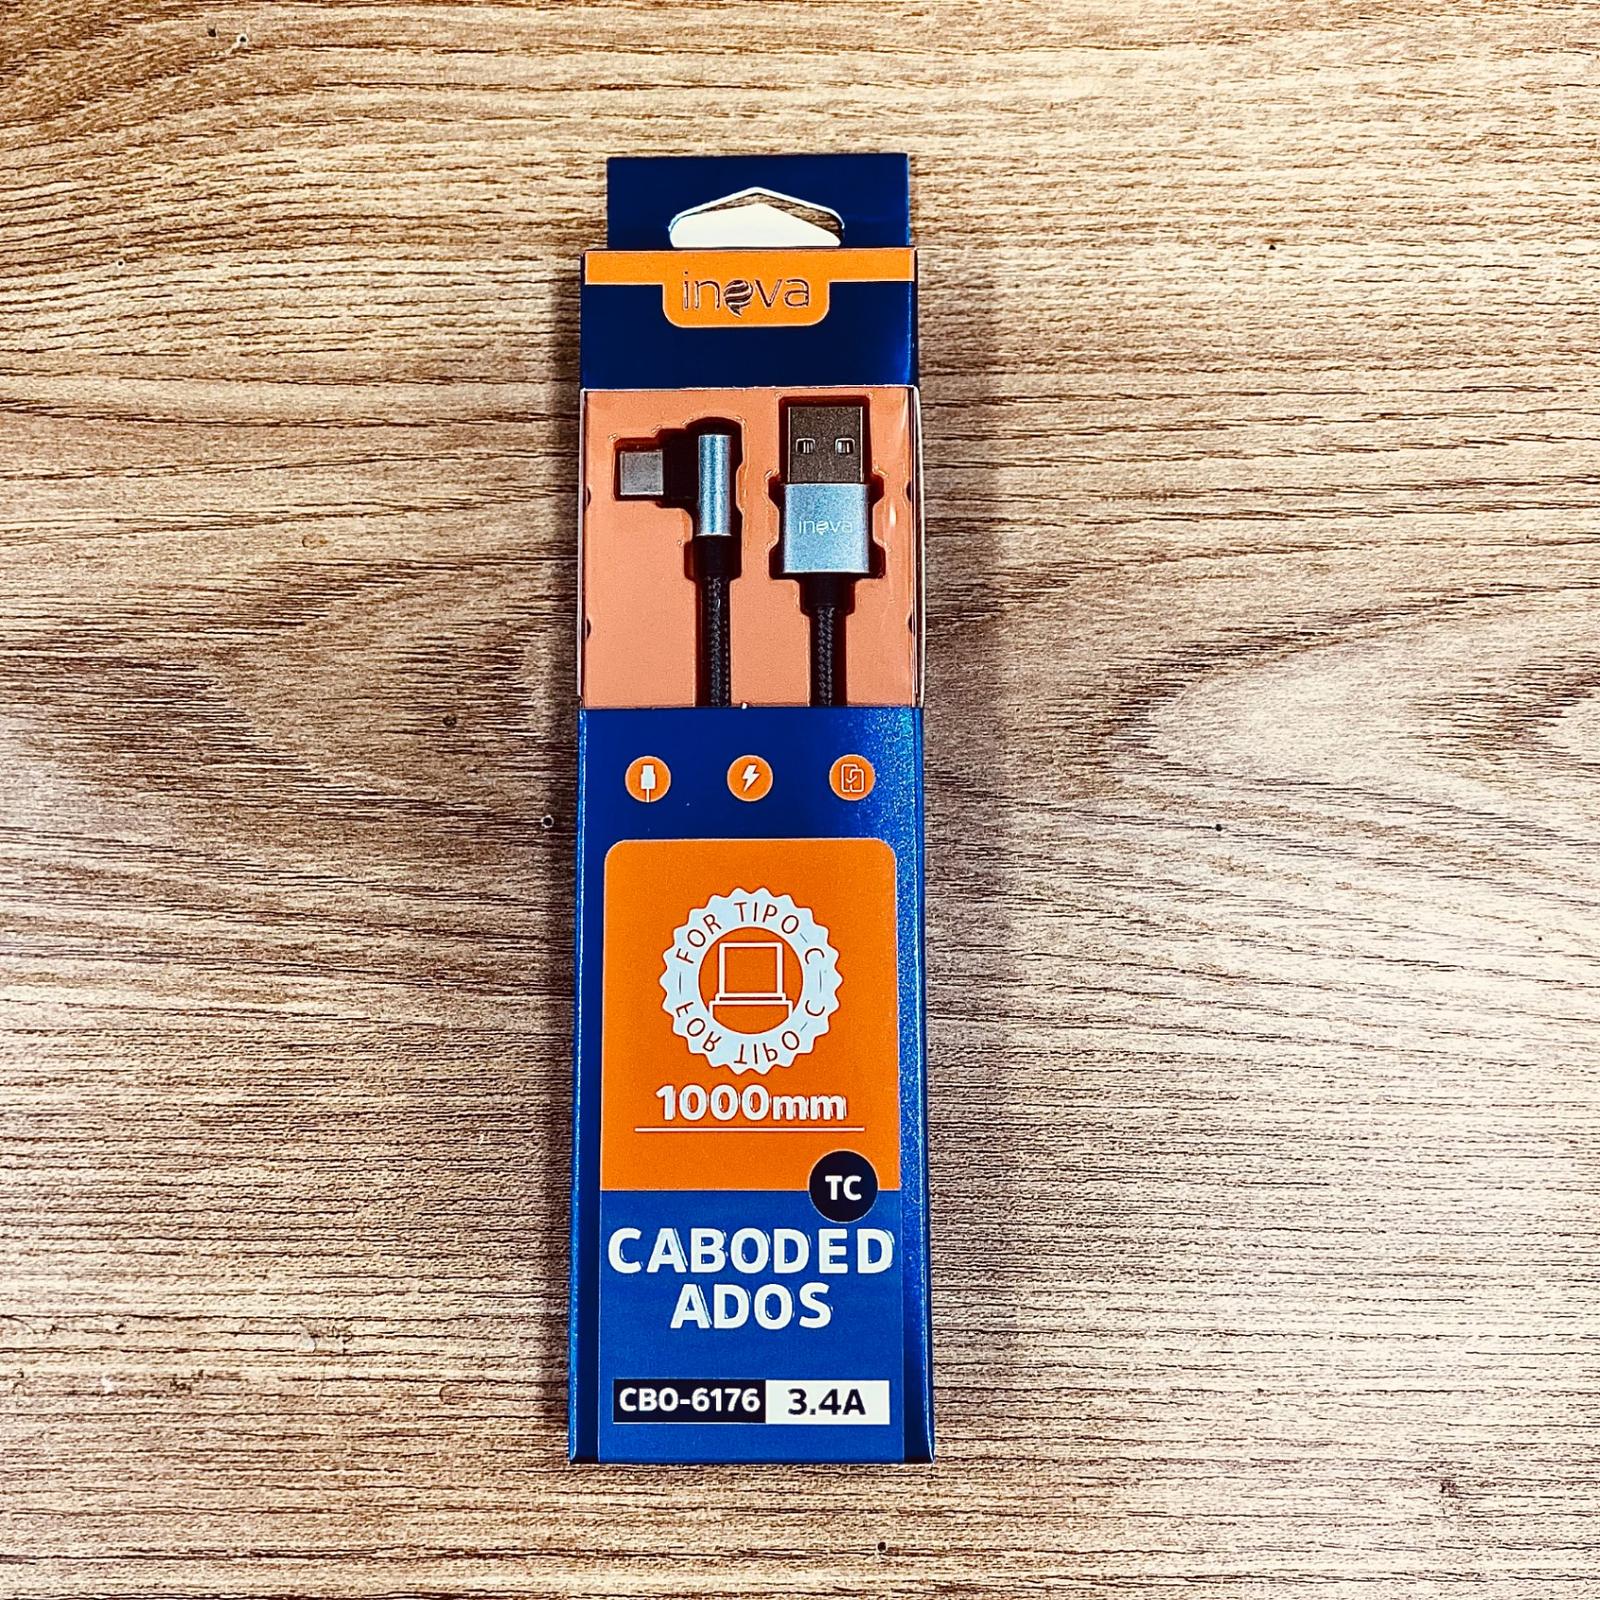 inova
inova
FOR TIPO-C
FOR TIPO-C
1000mm
TC
CABODED
ADOS
CBO-6176 3.4A